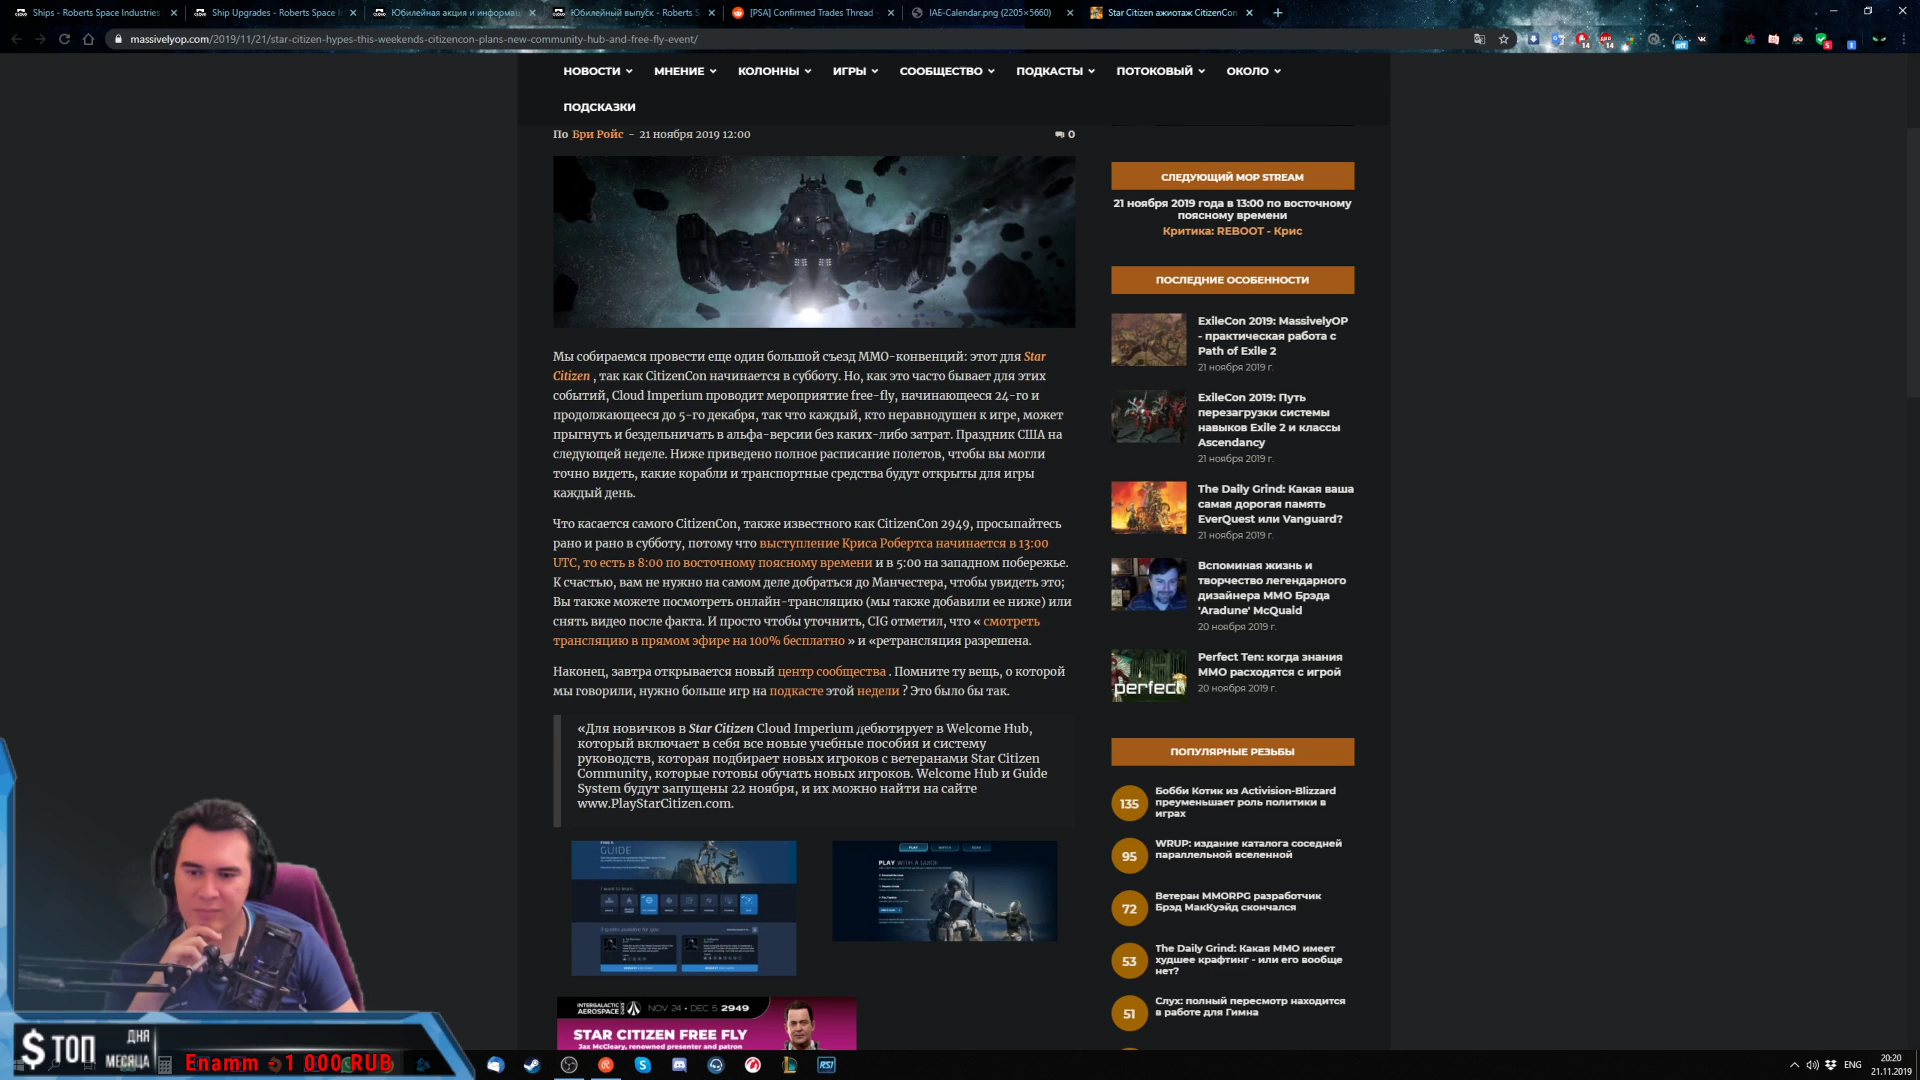 Ships - Roberts Space Industries
Ship Upgrades - Roberts Space I
Юбилейная акция и информац
Юбилейный выпуск - Roberts S
[PSA] Confirmed Trades Thread
IAE-Calendar.png (2205×5660)
Star Citizen ажиотаж CitizenCon
massivelyop.com/2019/11/21/star-citizen-hypes-this-weekends-citizencon-plans-new-community-hub-and-free-fly-event/
НОВОСТИ
МНЕНИЕ
КОЛОННЫ
ИГРЫ
СООБЩЕСТВО
ПОДКАСТЫ
ПОТОКОВЫЙ
ОКОЛО
ПОДСКАЗКИ
По Бри Ройс - 21 ноября 2019 12:00
0
Мы собираемся провести еще один большой съезд ММО-конвенций: этот для Star
Citizen , так как CitizenCon начинается в субботу. Но, как это часто бывает для этих
событий, Cloud Imperium проводит мероприятие free-fly, начинающееся 24-го и
продолжающееся до 5-го декабря, так что каждый, кто неравнодушен к игре, может
прыгнуть и бездельничать в альфа-версии без каких-либо затрат. Праздник США на
следующей неделе. Ниже приведено полное расписание полетов, чтобы вы могли
точно видеть, какие корабли и транспортные средства будут открыты для игры
каждый день.
Что касается самого CitizenCon, также известного как CitizenCon 2949, просыпайтесь
рано и рано в субботу, потому что выступление Криса Робертса начинается в 13:00
UTC, то есть в 8:00 по восточному поясному времени и в 5:00 на западном побережье.
К счастью, вам не нужно на самом деле добраться до Манчестера, чтобы увидеть это;
Вы также можете посмотреть онлайн-трансляцию (мы также добавили ее ниже) или
снять видео после факта. И просто чтобы уточнить, CIG отметил, что « смотреть
трансляцию в прямом эфире на 100% бесплатно » и «ретрансляция разрешена.
Наконец, завтра открывается новый центр сообщества . Помните ту вещь, о которой
мы говорили, нужно больше игр на подкасте этой недели ? Это было бы так.
«Для новичков в Star Citizen Cloud Imperium дебютирует в Welcome Hub,
который включает в себя все новые учебные пособия и систему
руководств, которая подбирает новых игроков с ветеранами Star Citizen
Community, которые готовы обучать новых игроков. Welcome Hub и Guide
System будут запущены 22 ноября, и их можно найти на сайте
www.PlayStarCitizen.com.
GUIDE
PLAY WITH A GUIDE
INTERGALACTIC
AEROSPACE
NOV 24 • DEC 5 2949
STAR CITIZEN FREE FLY
Jax McCleary, renowned presenter and patron
СЛЕДУЮЩИЙ MOP STREAM
21 ноября 2019 года в 13:00 по восточному
поясному времени
Критика: REBOOT - Крис
ПОСЛЕДНИЕ ОСОБЕННОСТИ
ExileCon 2019: MassivelyOP
- практическая работа с
Path of Exile 2
21 ноября 2019 г.
ExileCon 2019: Путь
перезагрузки системы
навыков Exile 2 и классы
Ascendancy
21 ноября 2019 г.
The Daily Grind: Какая ваша
самая дорогая память
EverQuest или Vanguard?
21 ноября 2019 г.
Вспоминая жизнь и
творчество легендарного
дизайнера ММО Брэда
'Aradune' McQuaid
20 ноября 2019 г.
perfect
Perfect Ten: когда знания
ММО расходятся с игрой
20 ноября 2019 г.
ПОПУЛЯРНЫЕ РЕЗЬБЫ
135
Бобби Котик из Activision-Blizzard
преуменьшает роль политики в
играх
95
WRUP: издание каталога соседней
параллельной вселенной
72
Ветеран MMORPG разработчик
Брэд МакКуэйд скончался
53
The Daily Grind: Какая ММО имеет
худшее крафтинг - или его вообще
нет?
51
Слух: полный пересмотр находится
в работе для Гимна
$ТОП
ДНЯ
МЕСЯЦА
Enamm - 1 000 RUB
RSI
ENG
20:20
21.11.2019